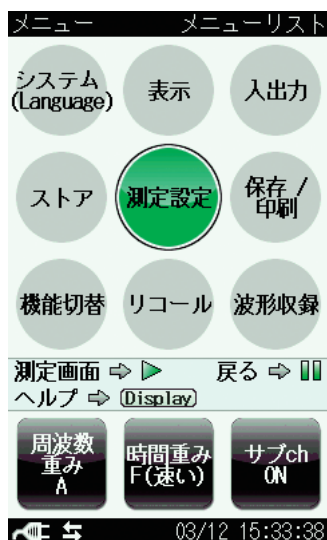 メニュー メニューリスト
システム
(Language)
表示
入出力
ストア
測定設定
保存 /
印刷
機能切替
リコール
波形収録
測定画面 ⇨ ▷ 戻る ⇨ ▯▯
ヘルプ ⇨ (Display)
周波数
重み
A
時間重み
F(速い)
サブch
ON
03/12 15:33:38